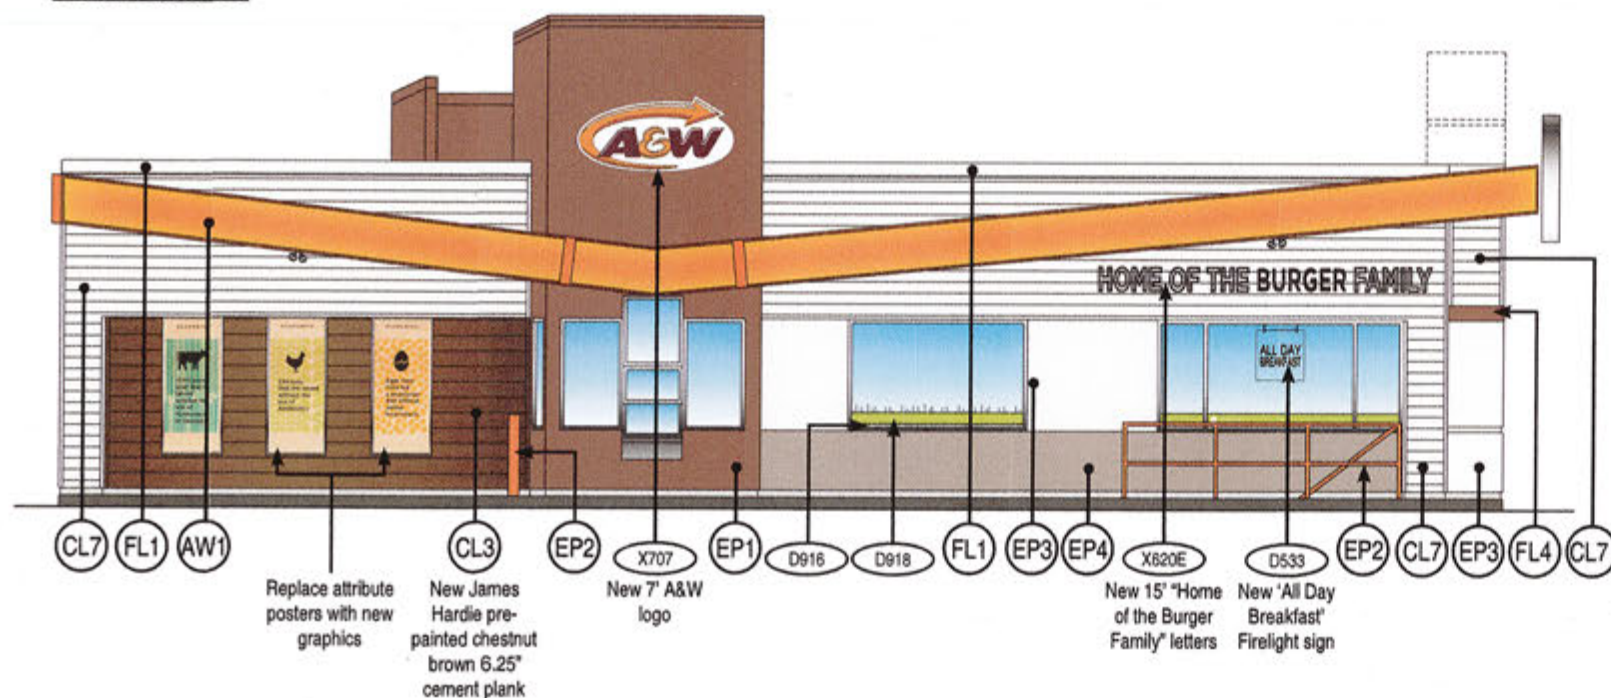 A&W
HOME OF THE BURGER FAMILY
ALL DAY
BREAKFAST
CL7
FL1
AW1
CL3
EP2
X707
EP1
D916
D918
FL1
EP3
EP4
X620E
D533
EP2
CL7
EP3
FL4
CL7
Replace attribute
posters with new
graphics
New James
Hardie pre-
painted chestnut
brown 6.25"
cement plank
New 7' A&W
logo
New 15' "Home
of the Burger
Family" letters
New 'All Day
Breakfast'
Firelight sign